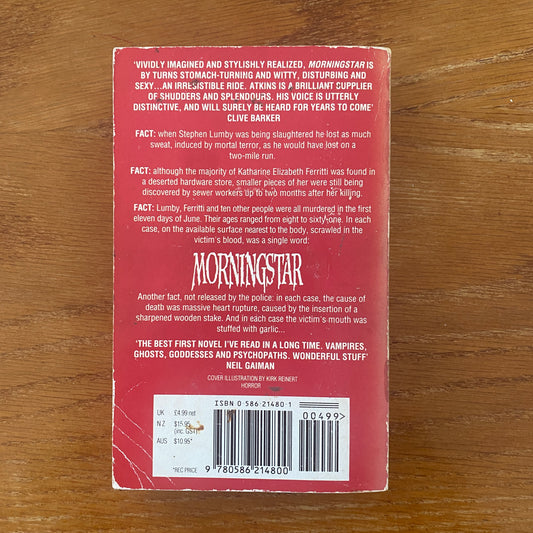 'VIVIDLY IMAGINED AND STYLISHLY REALIZED, MORNINGSTAR IS
BY TURNS STOMACH-TURNING AND WITTY, DISTURBING AND
SEXY...AN IRRESISTIBLE RIDE. ATKINS IS A BRILLIANT CUPPLIER
OF SHUDDERS AND SPLENDOURS. HIS VOICE IS UTTERLY
DISTINCTIVE, AND WILL SURELY BE HEARD FOR YEARS TO COME'
CLIVE BARKER
FACT: when Stephen Lumby was being slaughtered he lost as much
sweat, induced by mortal terror, as he would have lost on a
two-mile run.
FACT: although the majority of Katharine Elizabeth Ferritti was found in
a deserted hardware store, smaller pieces of her were still being
discovered by sewer workers up to two months after her killing.
FACT: Lumby, Ferritti and ten other people were all murdered in the first
eleven days of June. Their ages ranged from eight to sixty-one. In each
case, on the available surface nearest to the body, scrawled in the
victim's blood, was a single word:
MORNINGSTAR
Another fact, not released by the police: in each case, the cause of
death was massive heart rupture, caused by the insertion of a
sharpened wooden stake. And in each case the victim's mouth was
stuffed with garlic...
'THE BEST FIRST NOVEL I'VE READ IN A LONG TIME. VAMPIRES,
GHOSTS, GODDESSES AND PSYCHOPATHS. WONDERFUL STUFF'
NEIL GAIMAN
COVER ILLUSTRATION BY KIRK REINERT
HORROR
UK £4.99 net
N.Z $15.95
(inc. GST)
AUS $10.95*
*REC PRICE
ISBN 0 586 21480 1
00499>
9 780586 214800